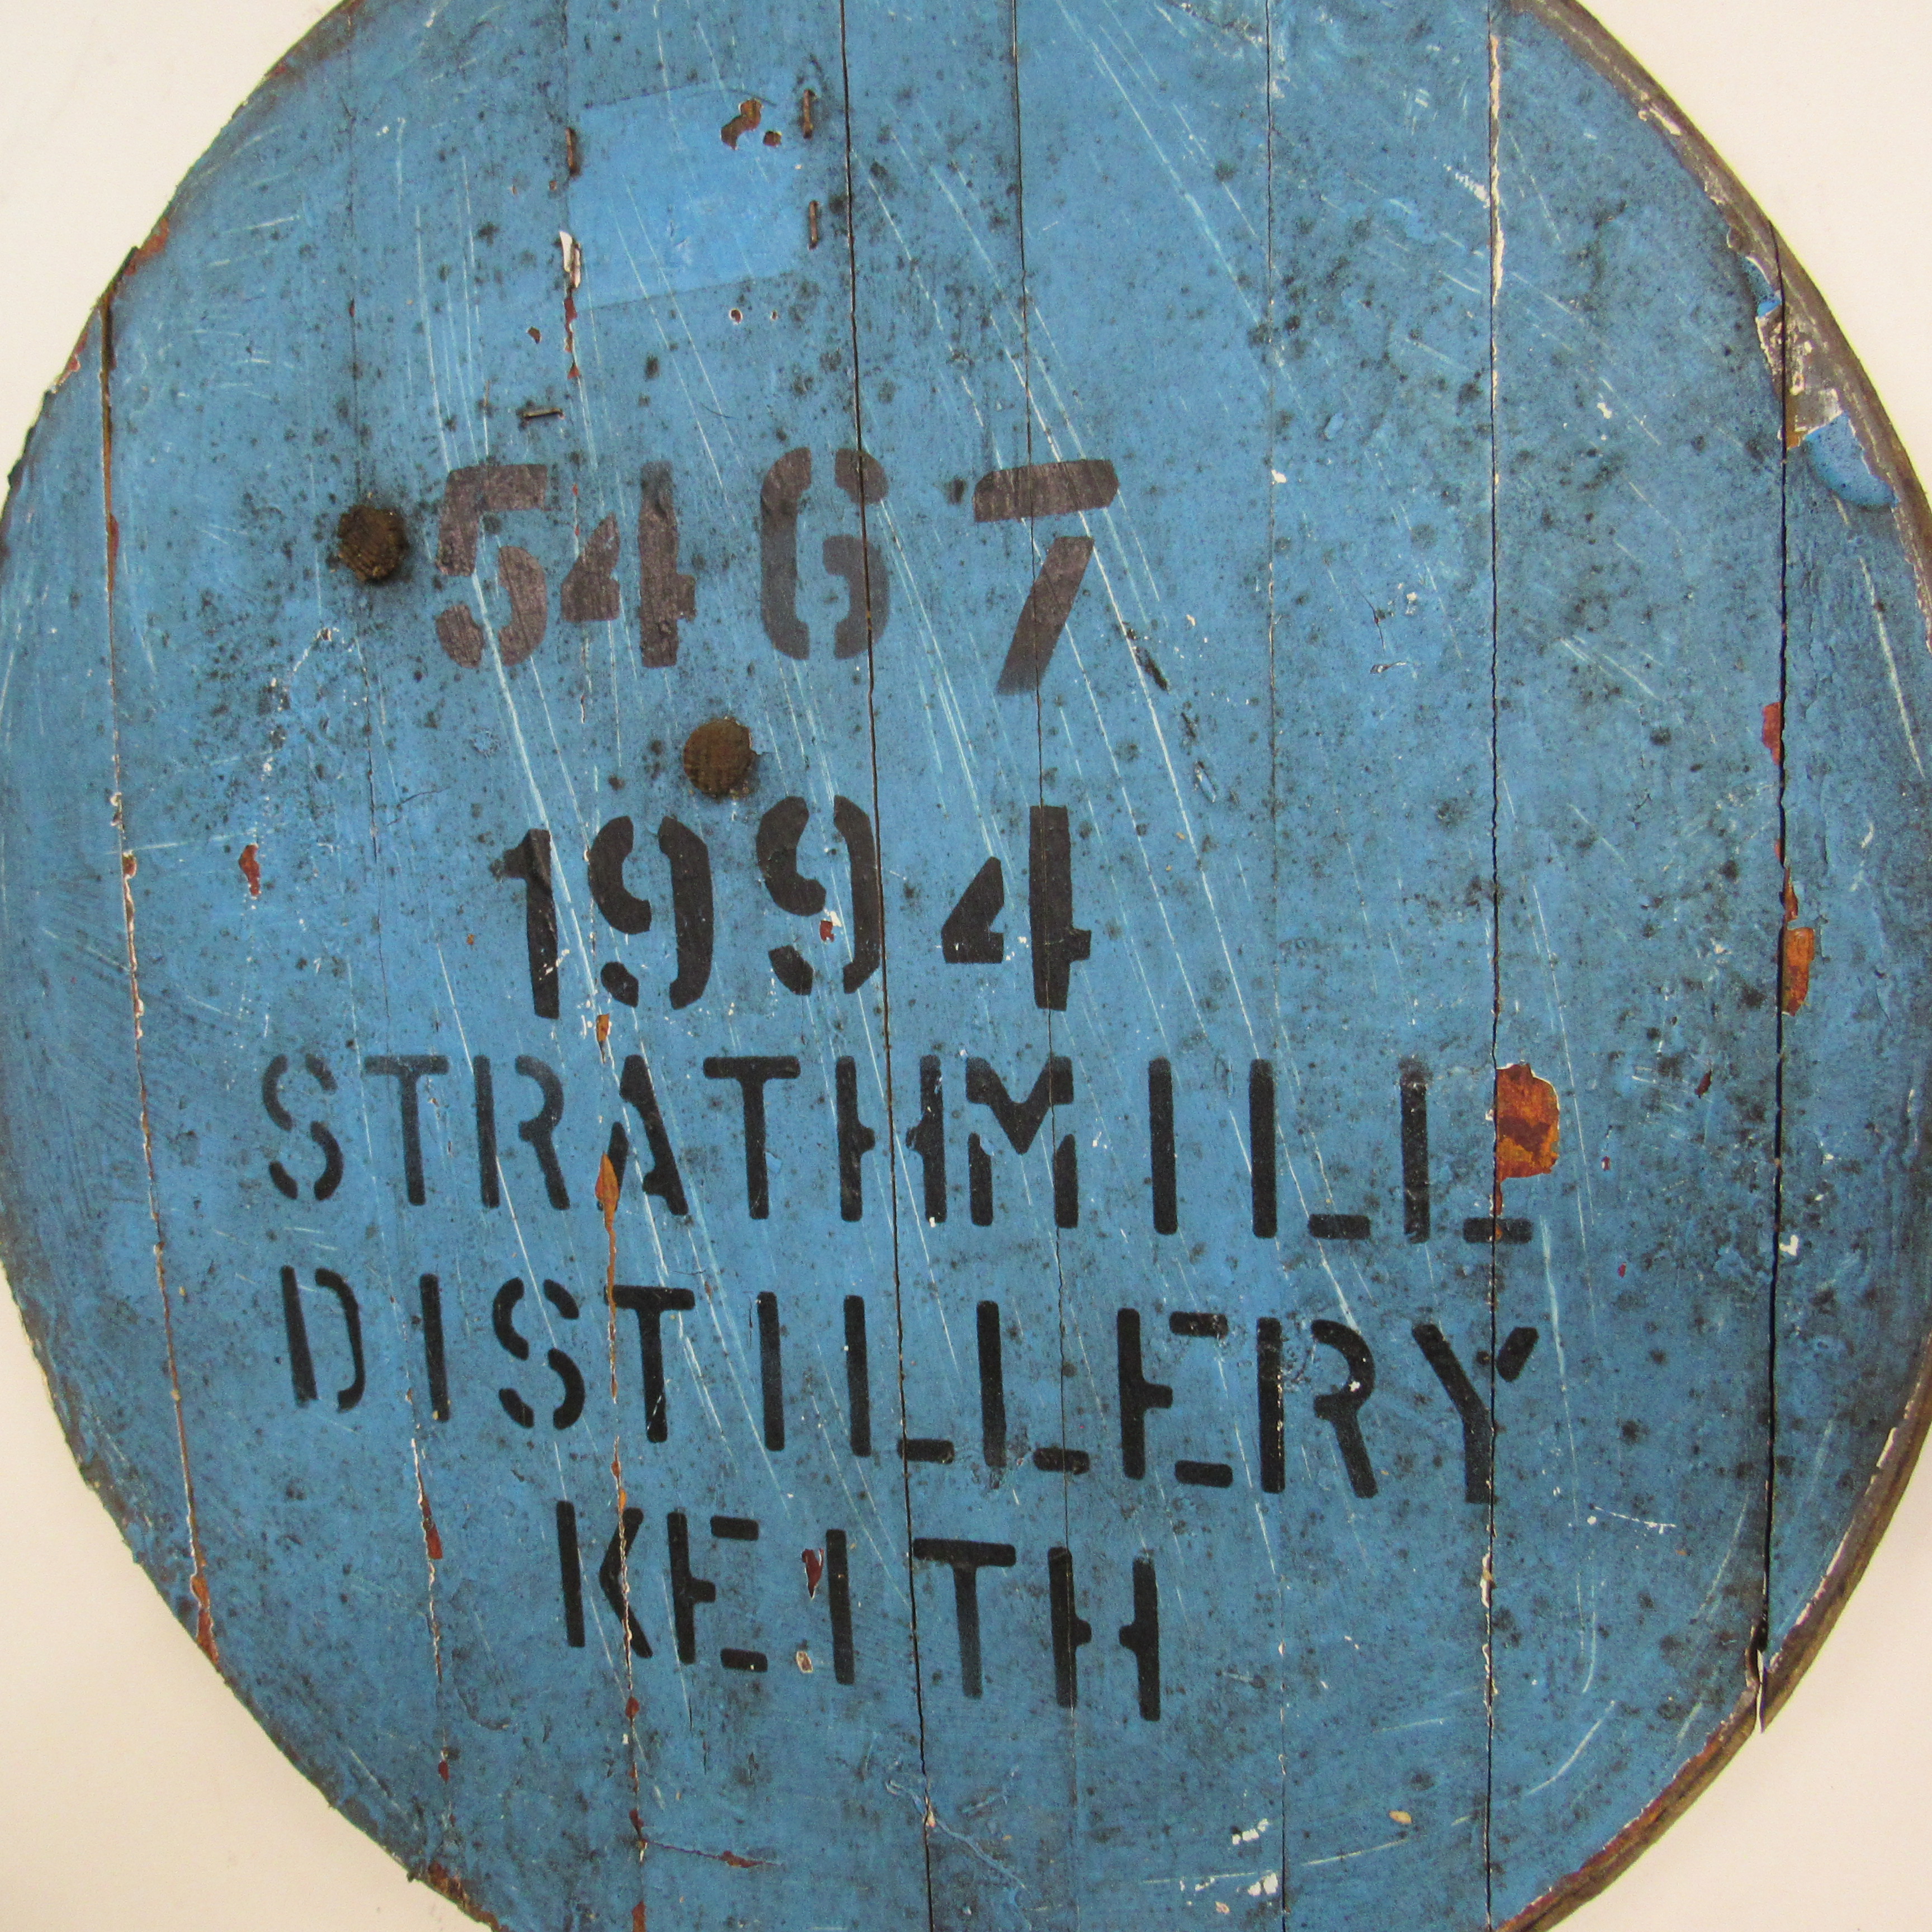 5467
1994
STRATHMILL
DISTILLERY
KEITH